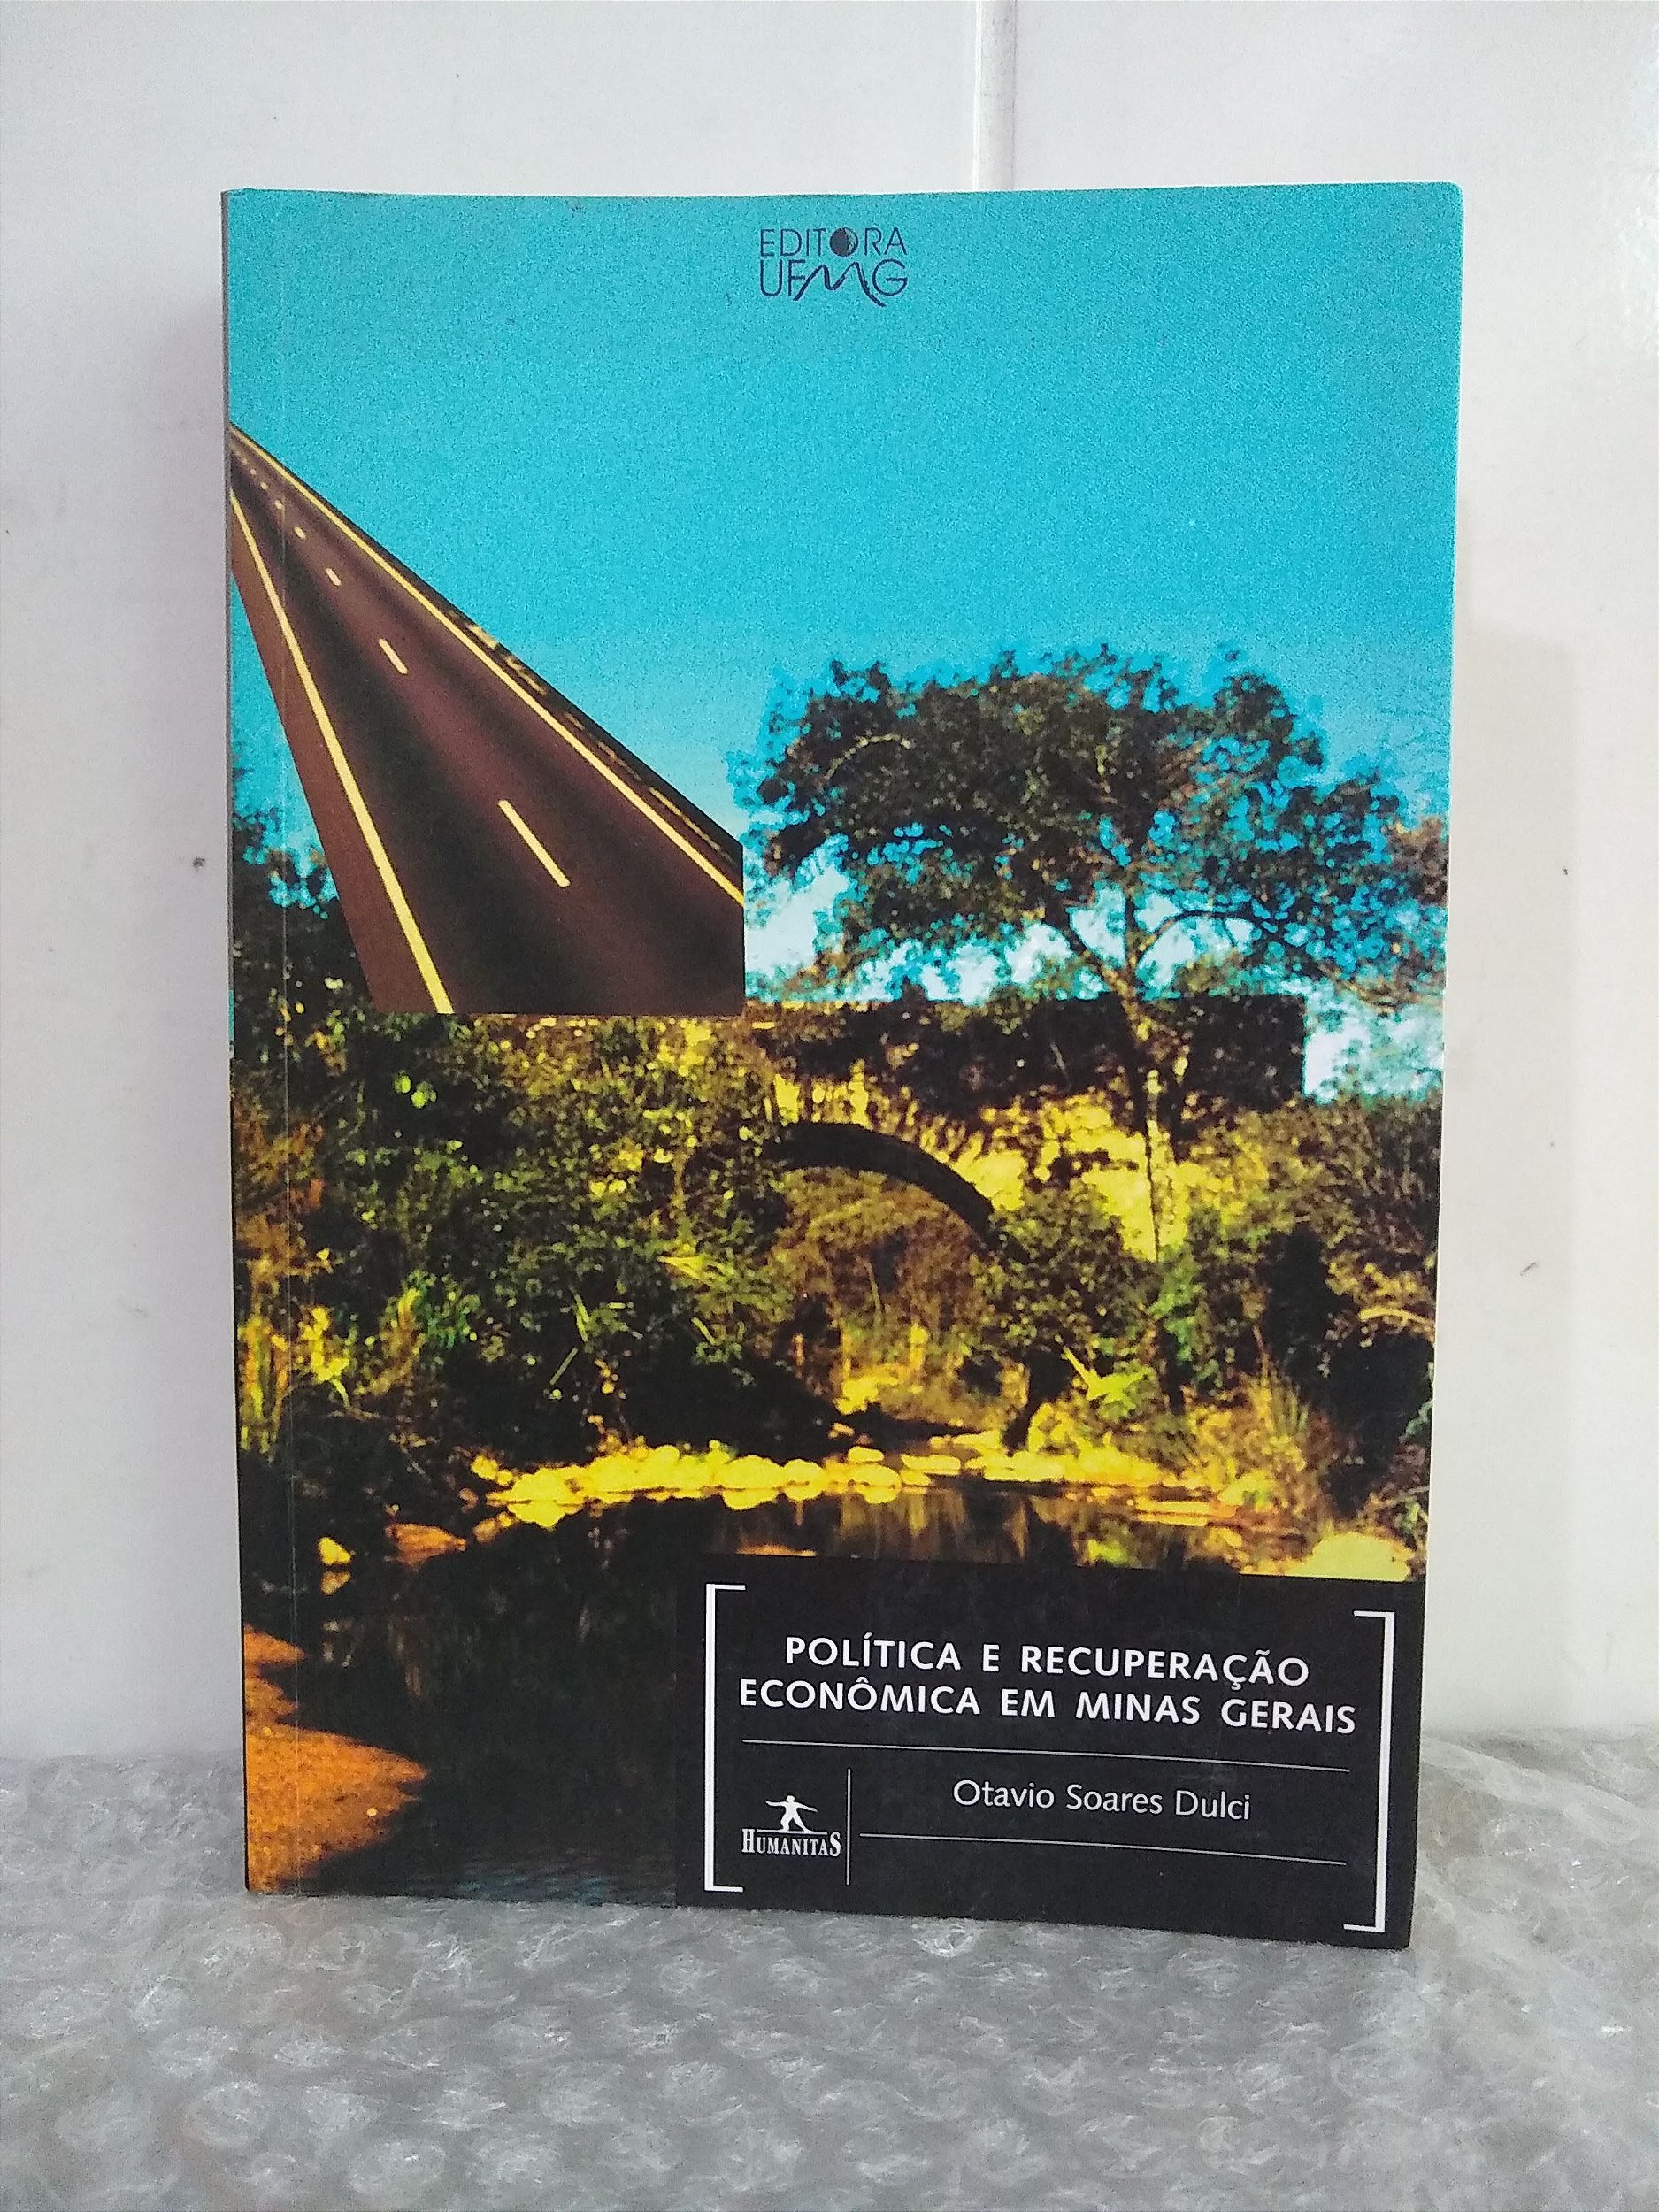 EDITORA
UFMG
POLÍTICA E RECUPERAÇÃO
ECONÔMICA EM MINAS GERAIS
Otavio Soares Dulci
HUMANITAS